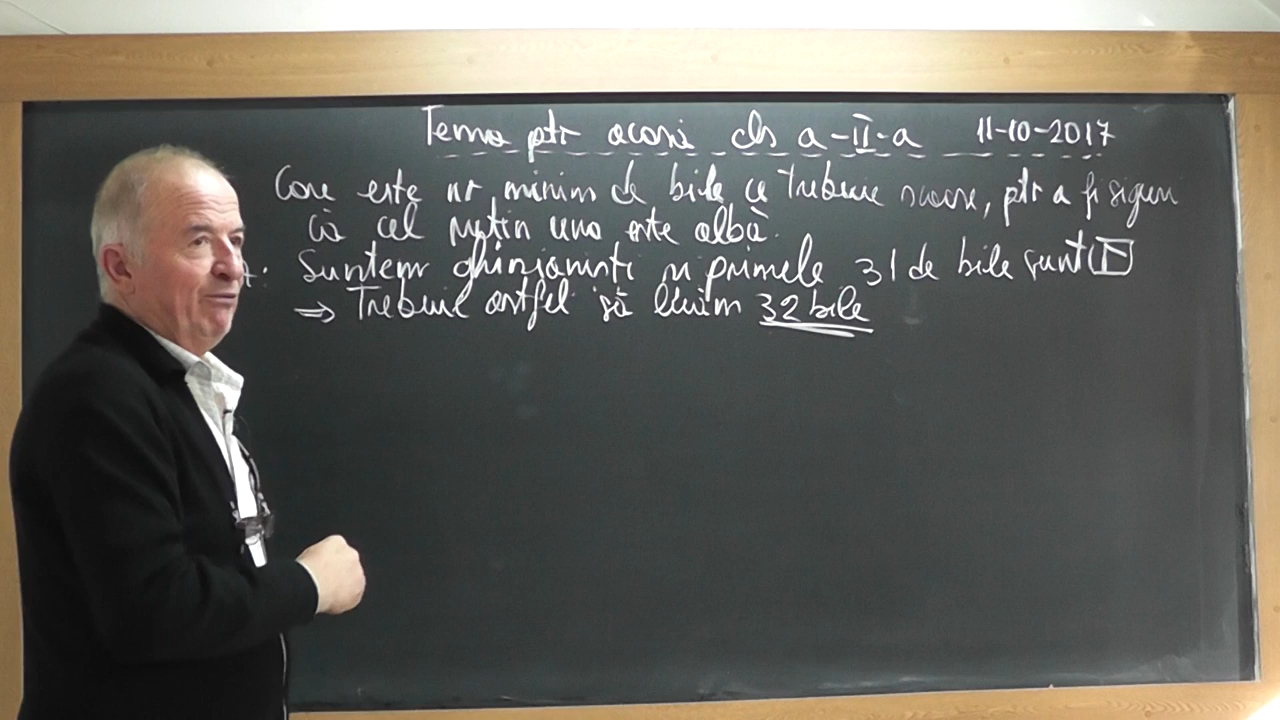 Tema ptr acasă cls a-II-a 11-10-2017
Care este nr minim de bile ce trebuie scoase, ptr a fi siguri
că cel puțin una este albă.
Suntem ghinioniști și primele 31 de bile sunt
⇒ Trebuie astfel să luăm 32 bile